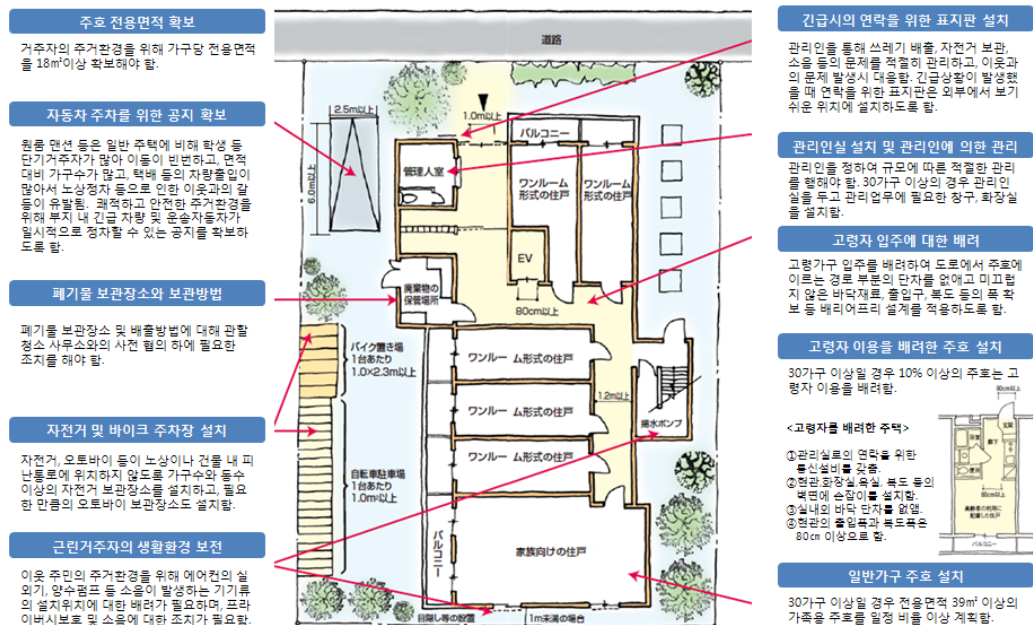 주호 전용면적 확보
거주자의 주거환경을 위해 가구당 전용면적
을 18㎡이상 확보해야 함.
자동차 주차를 위한 공지 확보
원룸 맨션 등은 일반 주택에 비해 학생 등
단기거주자가 많아 이동이 빈번하고, 면적
대비 가구수가 많고, 택배 등의 차량출입이
많아서 노상정차 등으로 인한 이웃과의 갈
등이 유발됨. 쾌적하고 안전한 주거환경을
위해 부지 내 긴급 차량 및 운송자동차가
일시적으로 정차할 수 있는 공지를 확보하
도록 함.
폐기물 보관장소와 보관방법
폐기물 보관장소 및 배출방법에 대해 관할
청소 사무소와의 사전 협의 하에 필요한
조치를 해야 함.
자전거 및 바이크 주차장 설치
자전거, 오토바이 등이 노상이나 건물 내 피
난통로에 위치하지 않도록 가구수와 동수
이상의 자전거 보관장소를 설치하고, 필요
한 만큼의 오토바이 보관장소도 설치함.
근린거주자의 생활환경 보전
이웃 주민의 주거환경을 위해 에어컨의 실
외기, 양수펌프 등 소음이 발생하는 기기류
의 설치위치에 대한 배려가 필요하며, 프라
이버시보호 및 소음에 대한 조치가 필요함.
道路
2.5m以上
6.0m以上
1.0m以上
バルコニー
管理人室
ワンルーム
形式の住戸
ワンルーム
形式の住戸
EV
廃棄物の
保管場所
80cm以上
バイク置き場
1台あたり
1.0×2.3m以上
ワンルーム形式の住戸
1.2m以上
ワンルーム形式の住戸
揚水ポンプ
ワンルーム形式の住戸
自転車駐車場
1台あたり
1.0m以上
バルコニー
家族向けの住戸
目隠し等の設置
1m未満の場合
긴급시의 연락을 위한 표지판 설치
관리인을 통해 쓰레기 배출, 자전거 보관,
소음 등의 문제를 적절히 관리하고, 이웃과
의 문제 발생시 대응함. 긴급상황이 발생했
을 때 연락을 위한 표지판은 외부에서 보기
쉬운 위치에 설치하도록 함.
관리인실 설치 및 관리인에 의한 관리
관리인을 정하여 규모에 따른 적절한 관리
를 행해야 함. 30가구 이상의 경우 관리인
실을 두고 관리업무에 필요한 창구, 화장실
을 설치함.
고령자 입주에 대한 배려
고령가구 입주를 배려하여 도로에서 주호에
이르는 경로 부분의 단차를 없애고 미끄럽
지 않은 바닥재료, 출입구, 복도 등의 폭 확
보 등 배리어프리 설계를 적용하도록 함.
고령자 이용을 배려한 주호 설치
30가구 이상일 경우 10% 이상의 주호는 고
령자 이용을 배려함.
<고령자를 배려한 주택>
①관리실로의 연락을 위한
통신설비를 갖춤.
②현관,화장실,욕실, 복도 등의
벽면에 손잡이를 설치함.
③실내외 바닥 단차를 없앰.
④현관의 출입폭과 복도폭은
80㎝ 이상으로 함.
80cm以上
浴室
廊下
玄関
便所
80cm以上
高齢者の利用に
配慮した住戸
バルコニー
일반가구 주호 설치
30가구 이상일 경우 전용면적 39㎡ 이상의
가족용 주호를 일정 비율 이상 계획함.